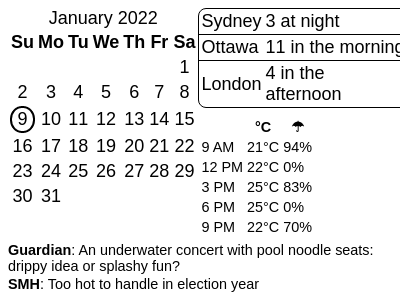 January 2022
Su Mo Tu We Th Fr Sa
1
2 3 4 5 6 7 8
9 10 11 12 13 14 15
16 17 18 19 20 21 22
23 24 25 26 27 28 29
30 31
Sydney 3 at night
Ottawa 11 in the morning
London 4 in the
afternoon
°C ☂
9 AM 21°C 94%
12 PM 22°C 0%
3 PM 25°C 83%
6 PM 25°C 0%
9 PM 22°C 70%
Guardian: An underwater concert with pool noodle seats:
drippy idea or splashy fun?
SMH: Too hot to handle in election year